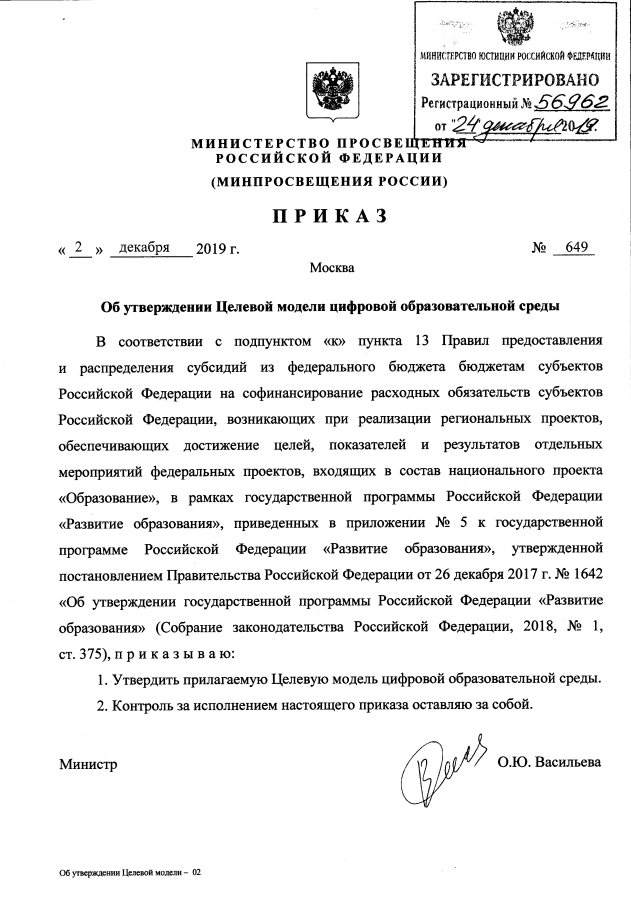 МИНИСТЕРСТВО ЮСТИЦИИ РОССИЙСКОЙ ФЕДЕРАЦИИ
ЗАРЕГИСТРИРОВАНО
Регистрационный № 56962
от "24 декабря 2019.
МИНИСТЕРСТВО ПРОСВЕЩЕНИЯ
РОССИЙСКОЙ ФЕДЕРАЦИИ
(МИНПРОСВЕЩЕНИЯ РОССИИ)
ПРИКАЗ
« 2 » декабря 2019 г. № 649
Москва
Об утверждении Целевой модели цифровой образовательной среды
В соответствии с подпунктом «к» пункта 13 Правил предоставления
и распределения субсидий из федерального бюджета бюджетам субъектов
Российской Федерации на софинансирование расходных обязательств субъектов
Российской Федерации, возникающих при реализации региональных проектов,
обеспечивающих достижение целей, показателей и результатов отдельных
мероприятий федеральных проектов, входящих в состав национального проекта
«Образование», в рамках государственной программы Российской Федерации
«Развитие образования», приведенных в приложении № 5 к государственной
программе Российской Федерации «Развитие образования», утвержденной
постановлением Правительства Российской Федерации от 26 декабря 2017 г. № 1642
«Об утверждении государственной программы Российской Федерации «Развитие
образования» (Собрание законодательства Российской Федерации, 2018, № 1,
ст. 375), п р и к а з ы в а ю:
1. Утвердить прилагаемую Целевую модель цифровой образовательной среды.
2. Контроль за исполнением настоящего приказа оставляю за собой.
Министр О.Ю. Васильева
Об утверждении Целевой модели – 02